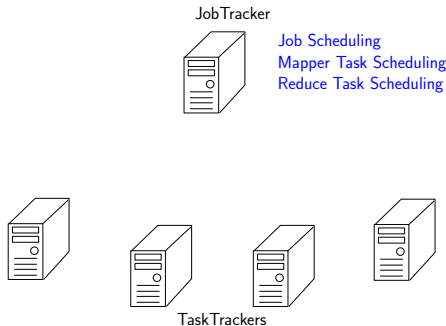 JobTracker
Job Scheduling
Mapper Task Scheduling
Reduce Task Scheduling
TaskTrackers